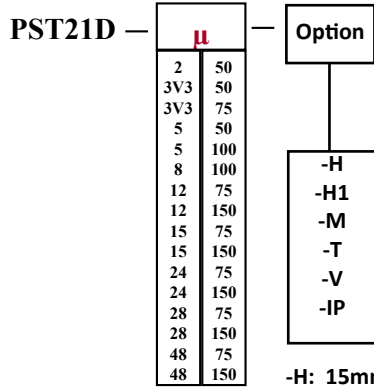 PST21D — μ — Option
2 50
3V3 50
3V3 75
5 50
5 100
8 100
12 75
12 150
15 75
15 150
24 75
24 150
28 75
28 150
48 75
48 150
-H
-H1
-M
-T
-V
-IP
-H: 15mm